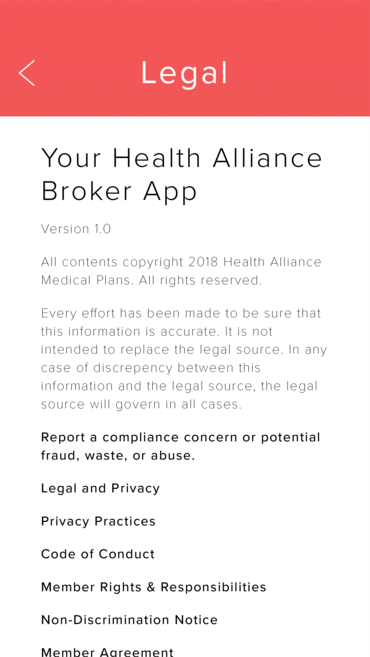 Legal
Your Health Alliance
Broker App
Version 1.0
All contents copyright 2018 Health Alliance
Medical Plans. All rights reserved.
Every effort has been made to be sure that
this information is accurate. It is not
intended to replace the legal source. In any
case of discrepancy between this
information and the legal source, the legal
source will govern in all cases.
Report a compliance concern or potential
fraud, waste, or abuse.
Legal and Privacy
Privacy Practices
Code of Conduct
Member Rights & Responsibilities
Non-Discrimination Notice
Member Agreement